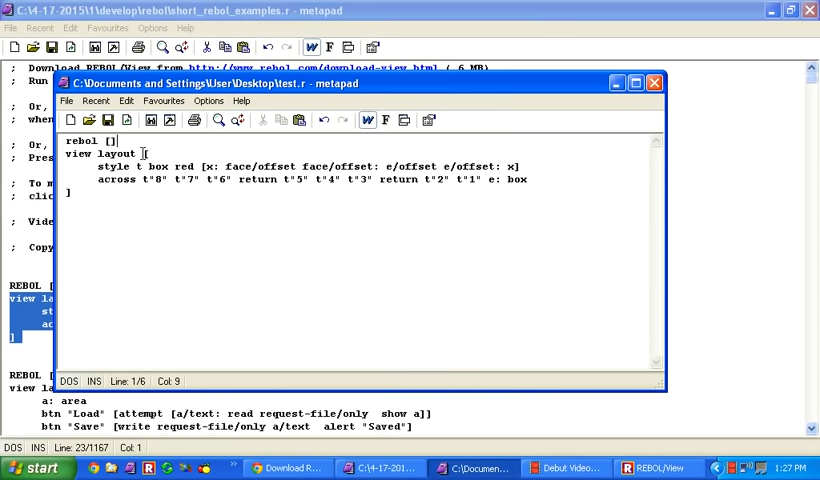 C:\4-17-2015\1\develop\rebol\short_rebol_examples.r - metapad
File Recent Edit Favourites Options Help
; Download REBOL/View from http://www.rebol.com/download-view.html (.6 MB)
; Run
; Or,
; when
; Or,
; Pres
; To m
; clic
; Vide
; Copy
REBOL [
view la
st
ac
]
REBOL [
view la
a: area
btn "Load" [attempt [a/text: read request-file/only show a]]
btn "Save" [write request-file/only a/text alert "Saved"]
DOS INS Line: 23/1167 Col: 1
C:\Documents and Settings\User\Desktop\test.r - metapad
File Recent Edit Favourites Options Help
rebol []
view layout [
style t box red [x: face/offset face/offset: e/offset e/offset: x]
across t"8" t"7" t"6" return t"5" t"4" t"3" return t"2" t"1" e: box
]
DOS INS Line: 1/6 Col: 9
start
Download R...
C:\4-17-201...
C:\Documen...
Debut Video...
REBOL/View
1:27 PM